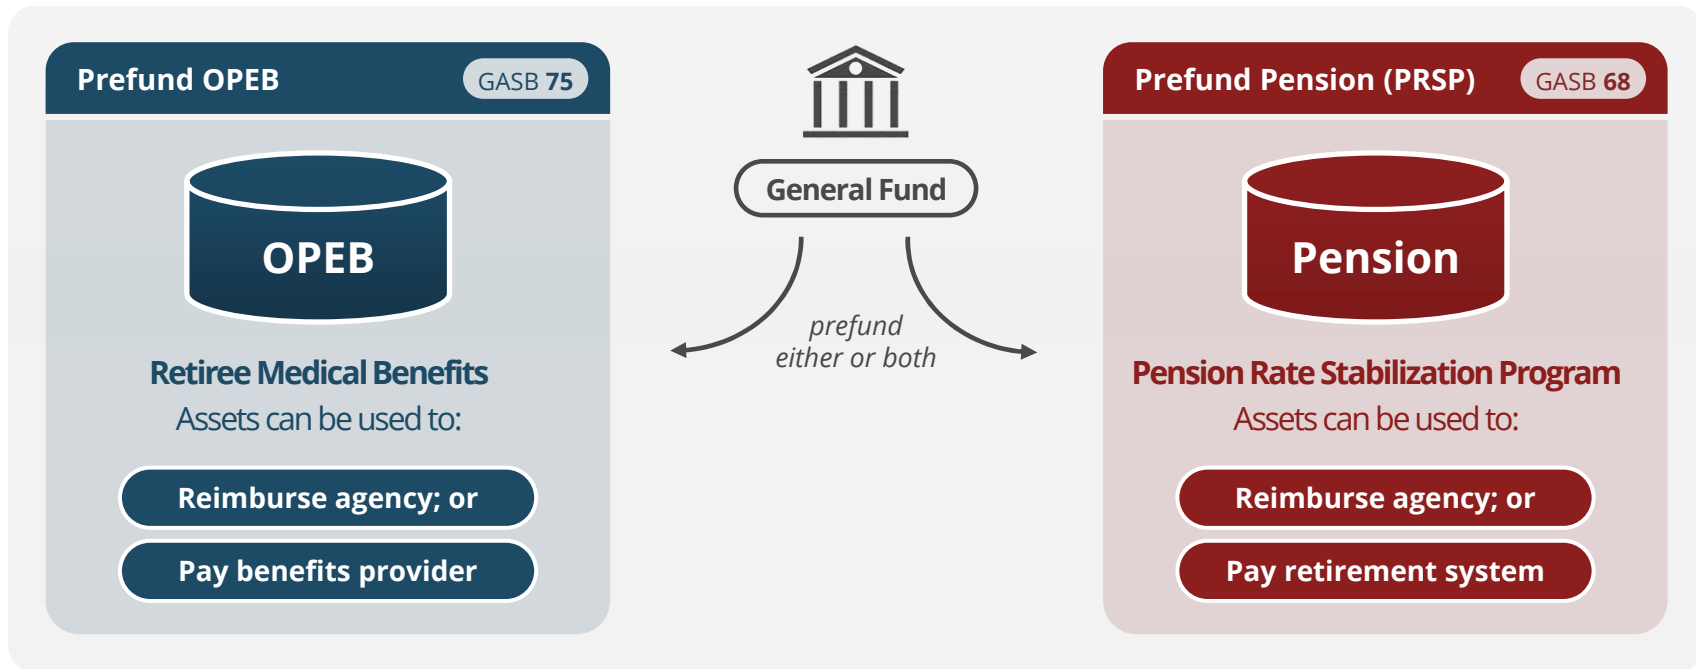 Prefund OPEB
GASB 75
OPEB
Retiree Medical Benefits
Assets can be used to:
Reimburse agency; or
Pay benefits provider
General Fund
prefund
either or both
Prefund Pension (PRSP)
GASB 68
Pension
Pension Rate Stabilization Program
Assets can be used to:
Reimburse agency; or
Pay retirement system